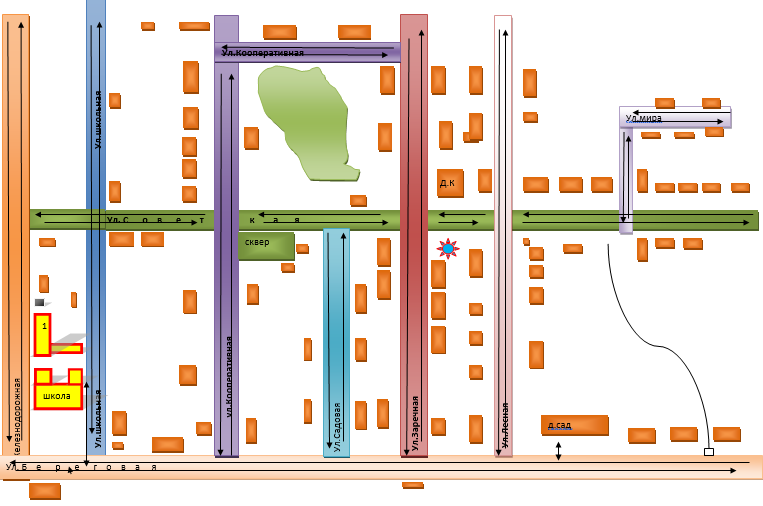 Ул.Кооперативная
Ул.школьная
Ул.мира
Д.К
Ул. С о в е т к а я
сквер
1
школа
елезнодорожная
Ул.школьная
ул.Кооперативная
Ул.Садовая
Ул.Заречная
Ул.Лесная
д.сад
Ул. Б е р е г о в а я